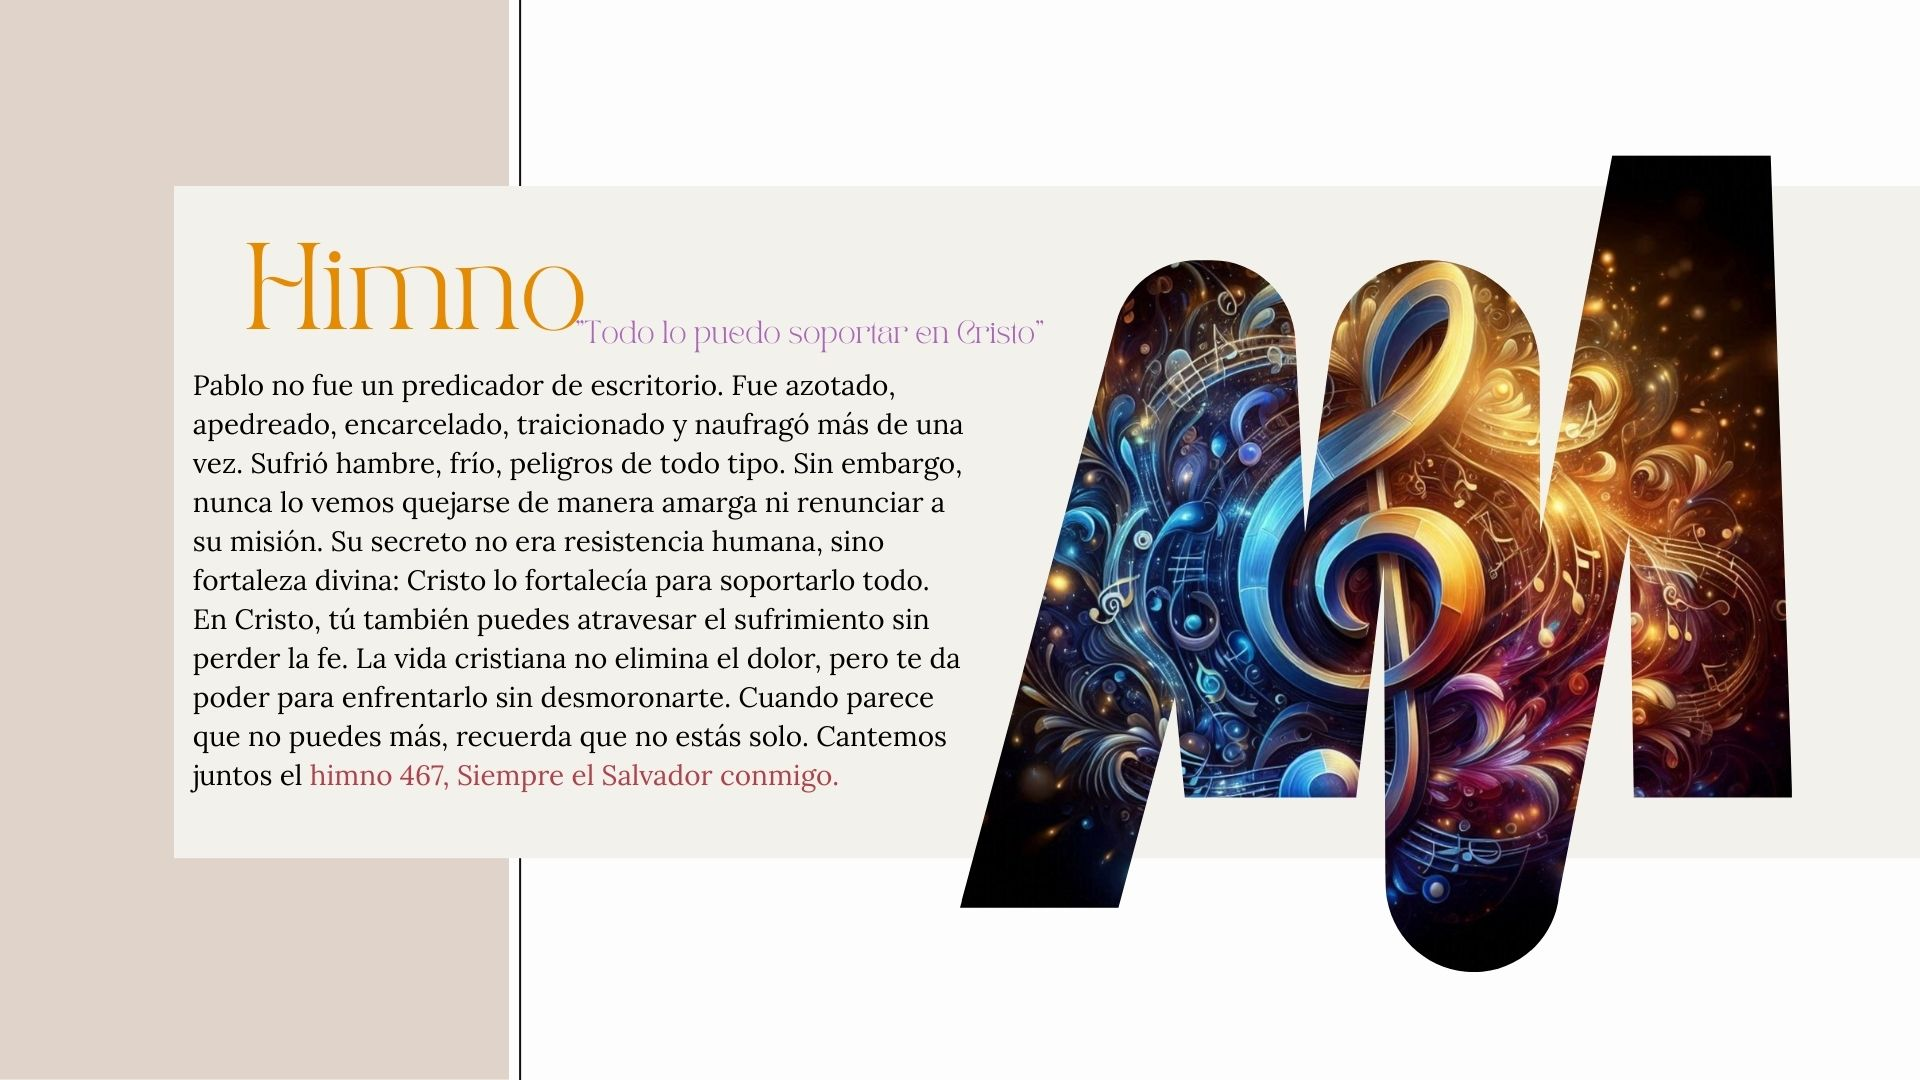 Himno
"Todo lo puedo soportar en Cristo"
Pablo no fue un predicador de escritorio. Fue azotado,
apedreado, encarcelado, traicionado y naufragó más de una
vez. Sufrió hambre, frío, peligros de todo tipo. Sin embargo,
nunca lo vemos quejarse de manera amarga ni renunciar a
su misión. Su secreto no era resistencia humana, sino
fortaleza divina: Cristo lo fortalecía para soportarlo todo.
En Cristo, tú también puedes atravesar el sufrimiento sin
perder la fe. La vida cristiana no elimina el dolor, pero te da
poder para enfrentarlo sin desmoronarte. Cuando parece
que no puedes más, recuerda que no estás solo. Cantemos
juntos el himno 467, Siempre el Salvador conmigo.